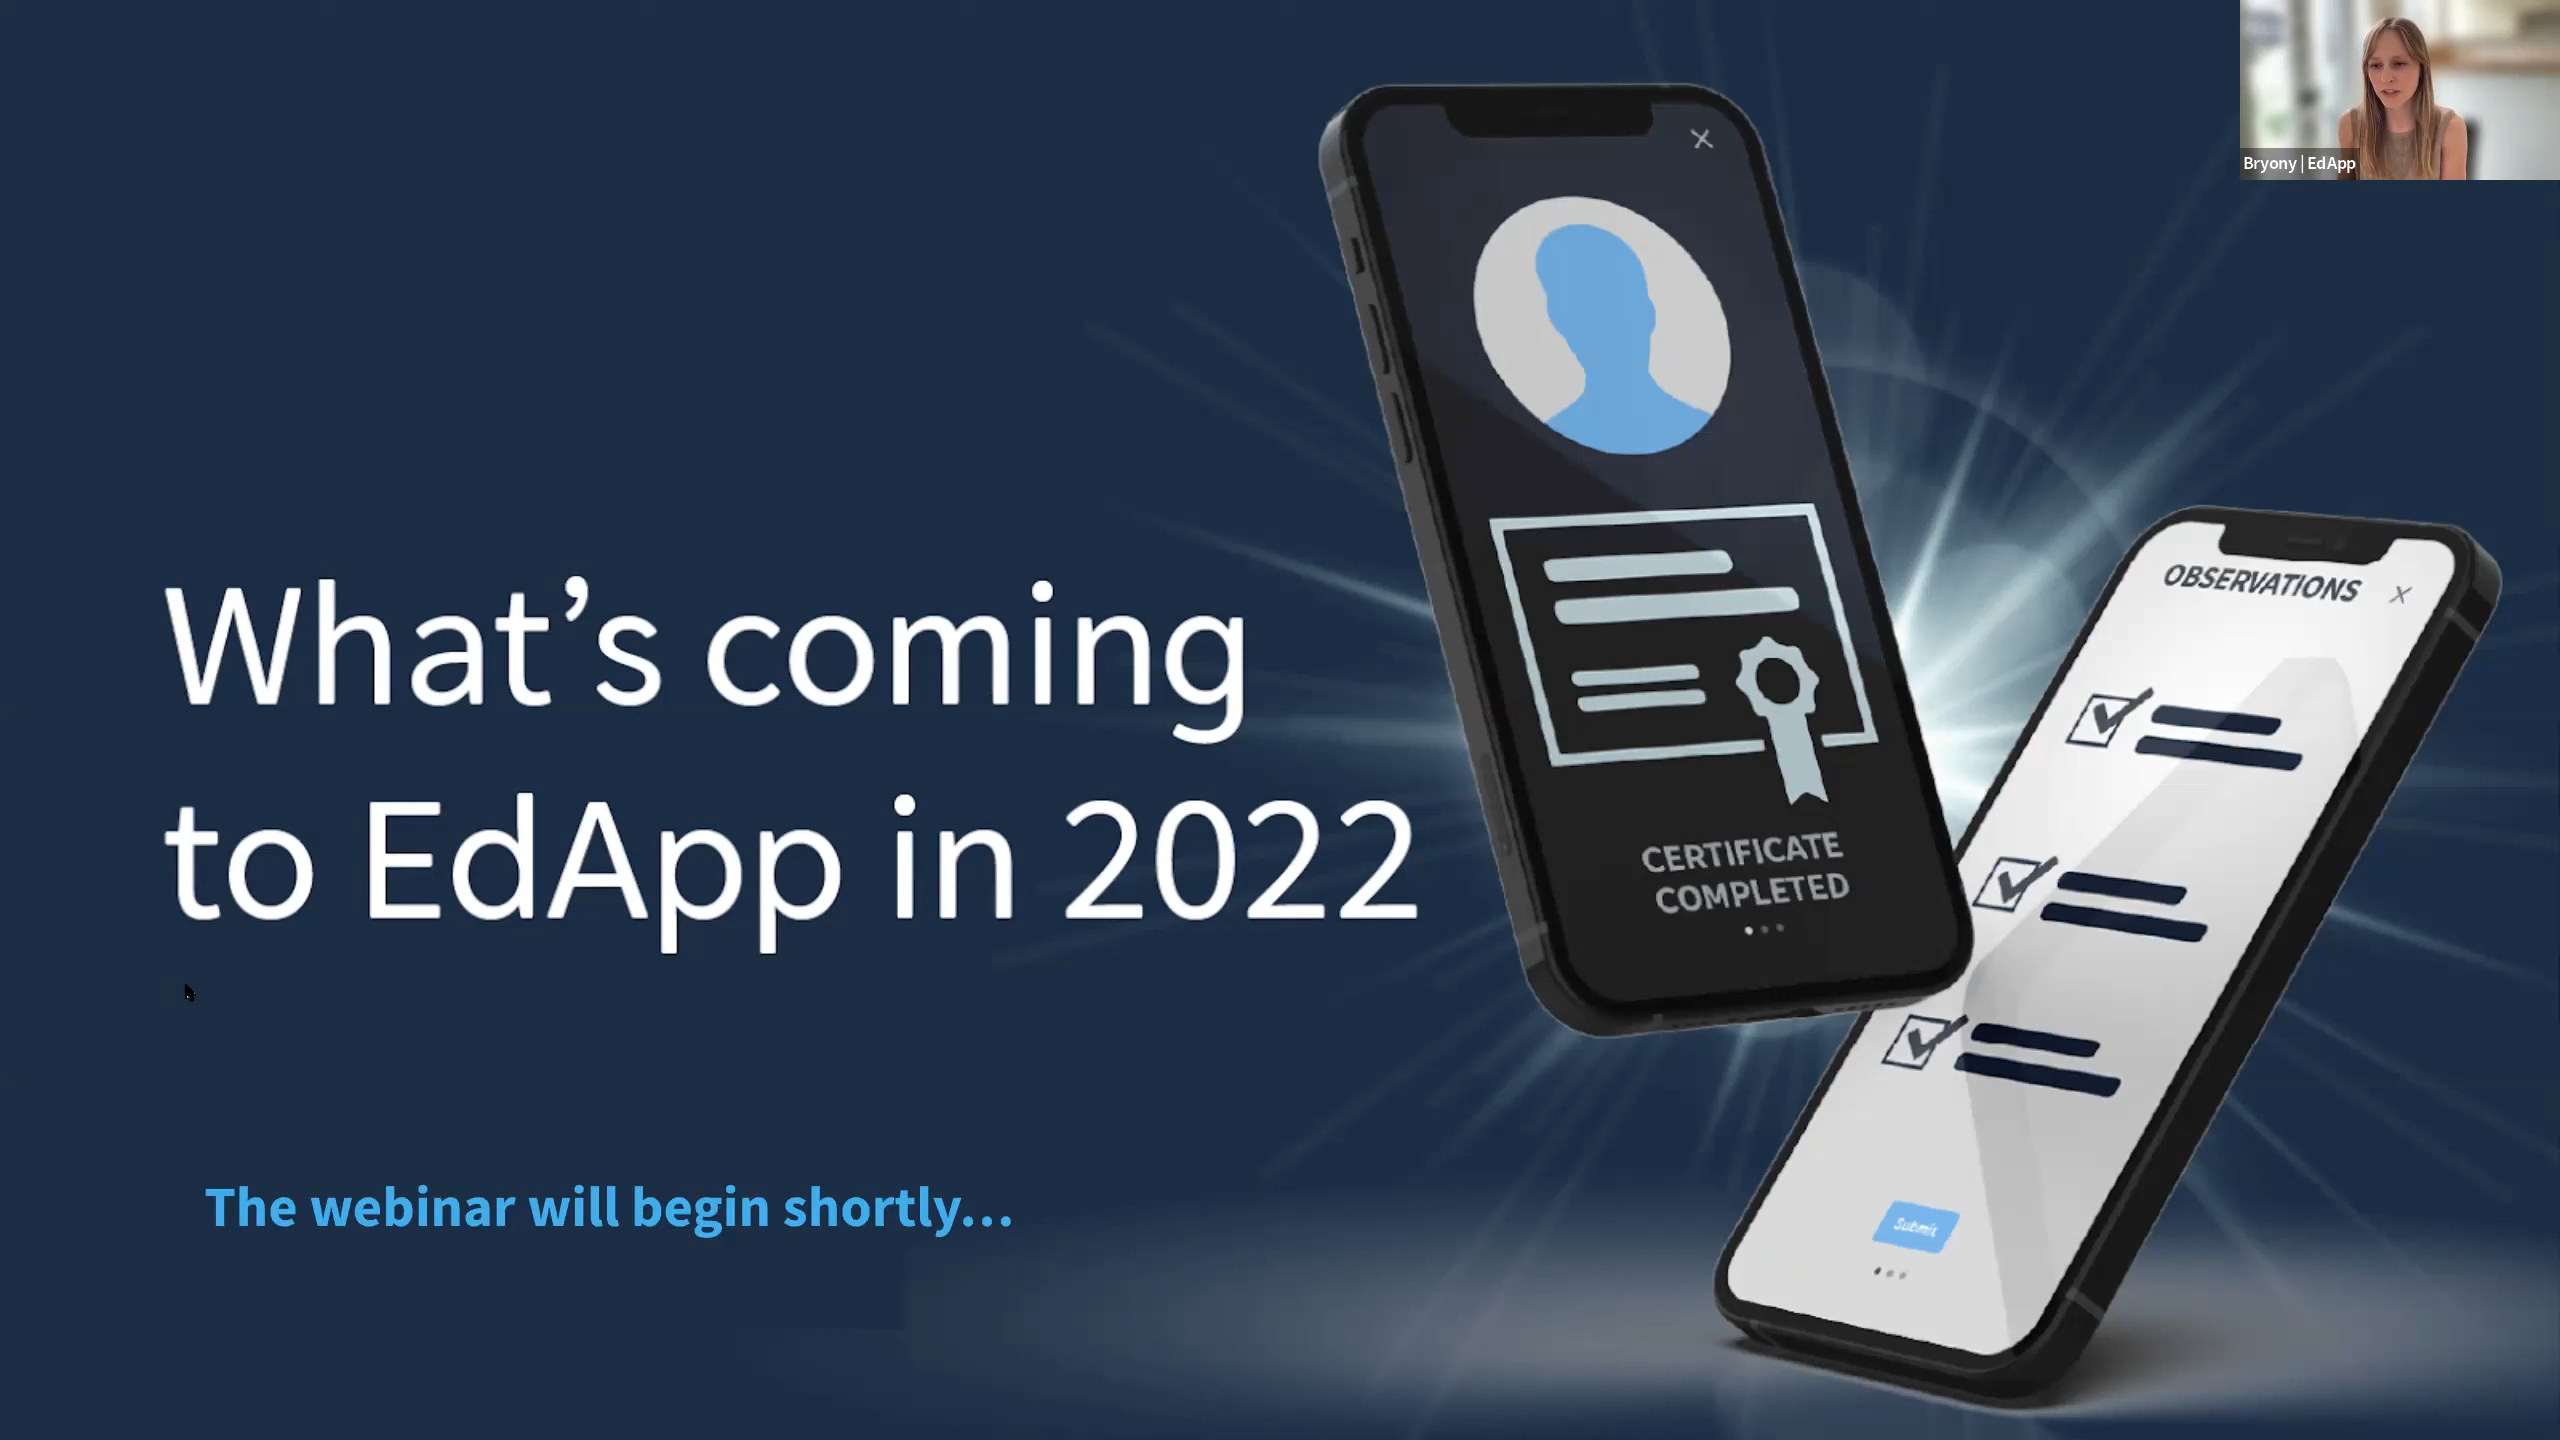 Bryony | EdApp
What's coming
to EdApp in 2022
The webinar will begin shortly...
CERTIFICATE
COMPLETED
OBSERVATIONS
Submit